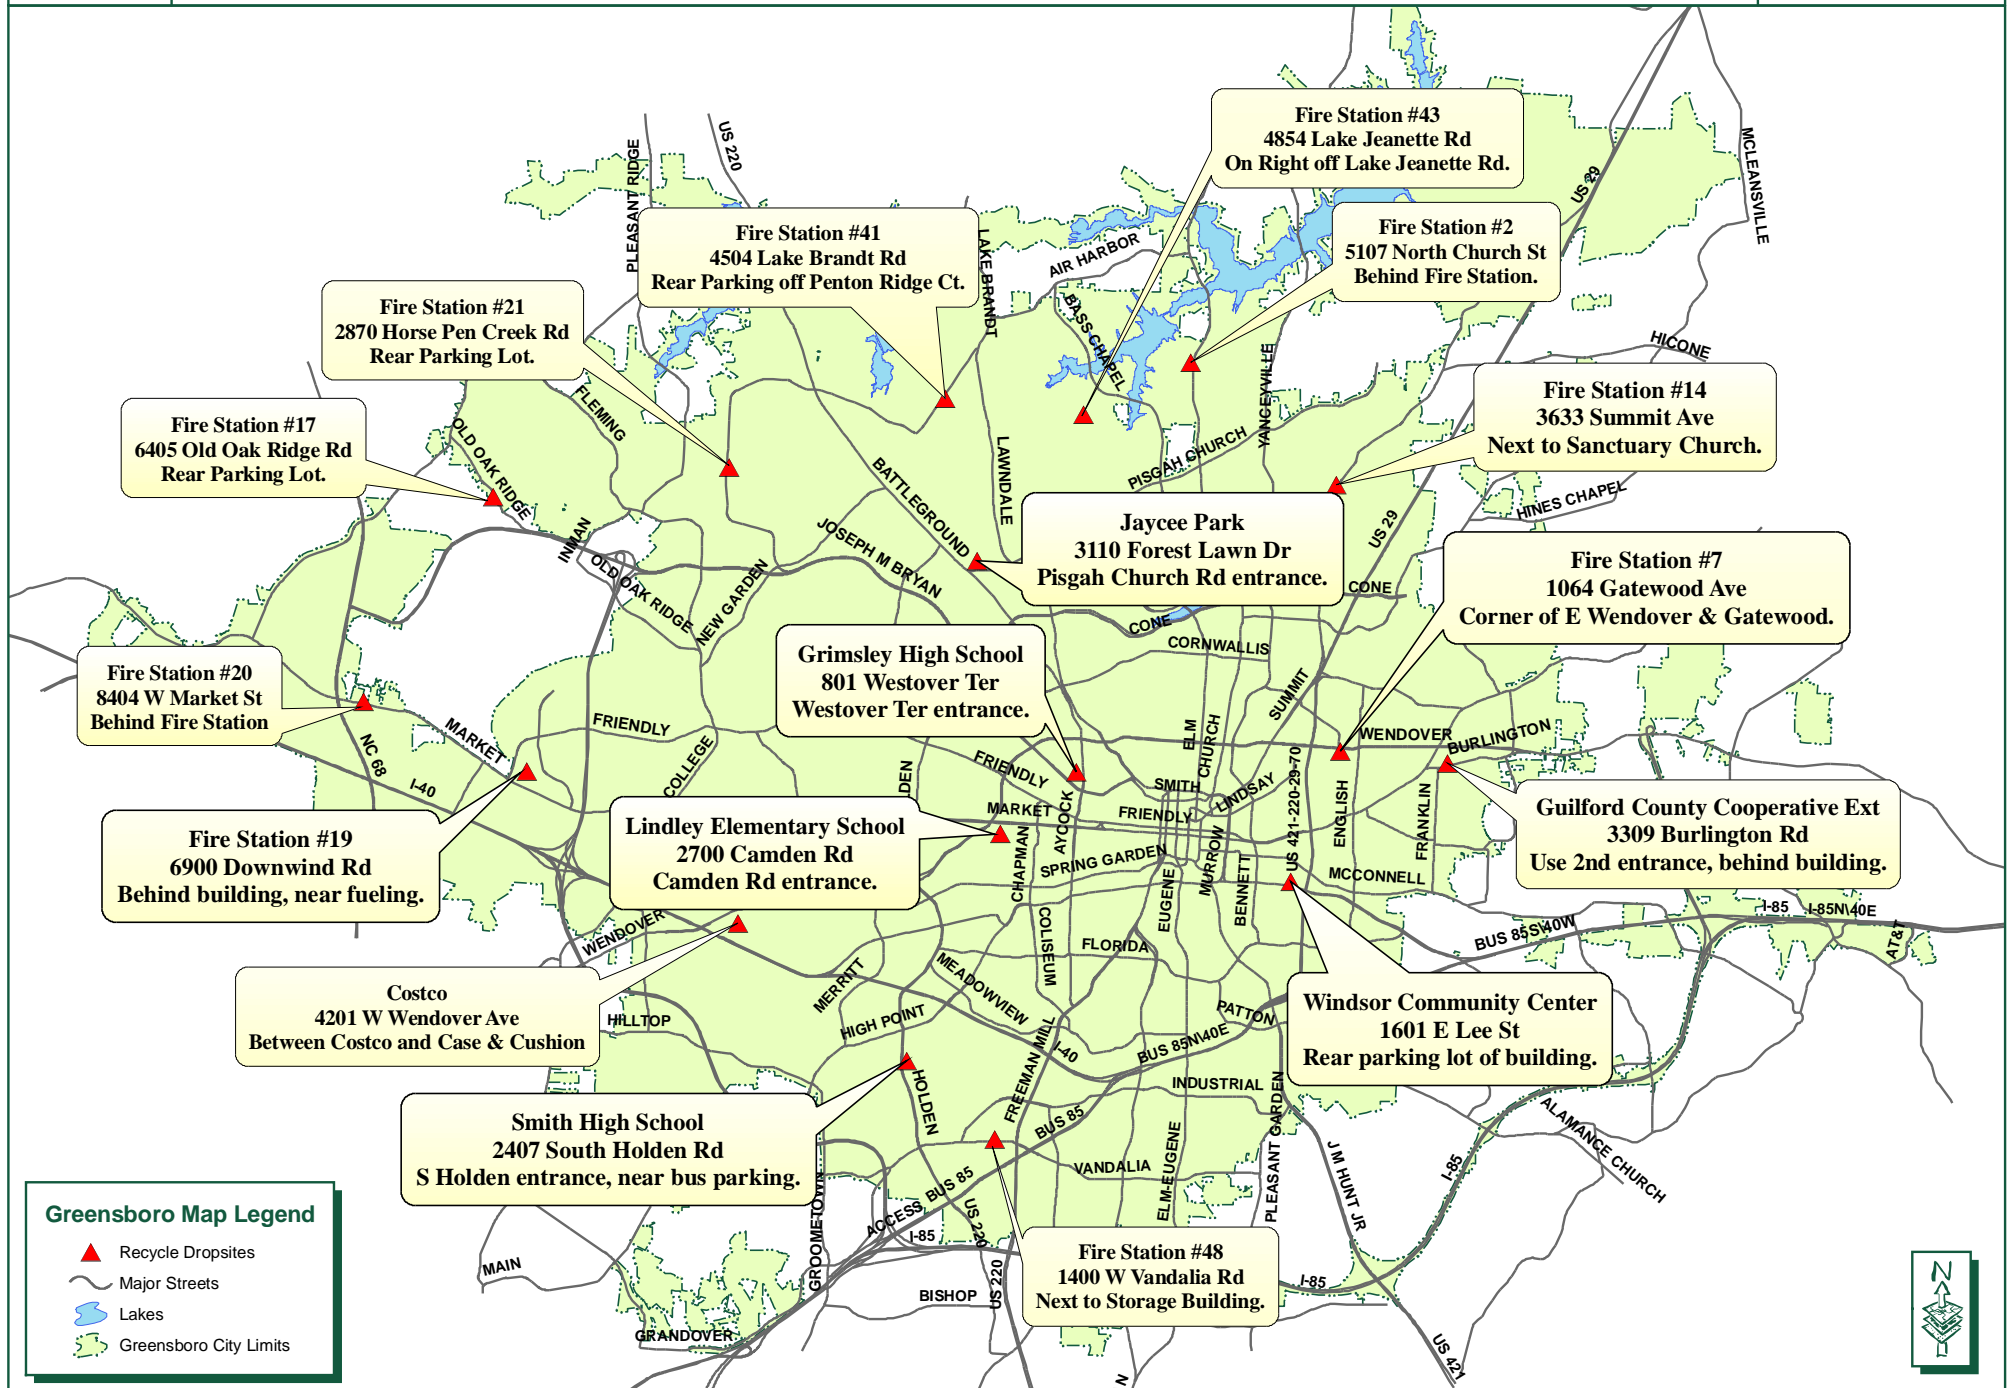 Fire Station #43
4854 Lake Jeanette Rd
On Right off Lake Jeanette Rd.
Fire Station #2
5107 North Church St
Behind Fire Station.
Fire Station #41
4504 Lake Brandt Rd
Rear Parking off Penton Ridge Ct.
Fire Station #21
2870 Horse Pen Creek Rd
Rear Parking Lot.
Fire Station #17
6405 Old Oak Ridge Rd
Rear Parking Lot.
Fire Station #14
3633 Summit Ave
Next to Sanctuary Church.
Jaycee Park
3110 Forest Lawn Dr
Pisgah Church Rd entrance.
Fire Station #7
1064 Gatewood Ave
Corner of E Wendover & Gatewood.
Grimsley High School
801 Westover Ter
Westover Ter entrance.
Fire Station #20
8404 W Market St
Behind Fire Station
Fire Station #19
6900 Downwind Rd
Behind building, near fueling.
Lindley Elementary School
2700 Camden Rd
Camden Rd entrance.
Guilford County Cooperative Ext
3309 Burlington Rd
Use 2nd entrance, behind building.
Costco
4201 W Wendover Ave
Between Costco and Case & Cushion
Windsor Community Center
1601 E Lee St
Rear parking lot of building.
Smith High School
2407 South Holden Rd
S Holden entrance, near bus parking.
Fire Station #48
1400 W Vandalia Rd
Next to Storage Building.
PLEASANT RIDGE
US 220
LAKE BRANDT
AIR HARBOR
BASS CHAPEL
YANCEYVILLE
US 29
MCLEANSVILLE
HICONE
HINES CHAPEL
PISGAH CHURCH
US 29
FLEMING
OLD OAK RIDGE
INMAN
OLD OAK RIDGE
NEW GARDEN
BATTLEGROUND
LAWNDALE
JOSEPH M BRYAN
CONE
CONE
CORNWALLIS
SUMMIT
ELM
CHURCH
WENDOVER
BURLINGTON
FRIENDLY
COLLEGE
MARKET
NC 68
I-40
DEN
FRIENDLY
MARKET
AYCOCK
CHAPMAN
SMITH
LINDSAY
FRIENDLY
US 421-220-29-70
ENGLISH
FRANKLIN
SPRING GARDEN
MURROW
BENNETT
EUGENE
MCCONNELL
WENDOVER
COLISEUM
FLORIDA
MERRITT
MEADOWVIEW
HIGH POINT
HILLTOP
FREEMAN MILL
I-40
PATTON
BUS 85N\40E
BUS 85S\40W
I-85
I-85N\40E
AT&T
INDUSTRIAL
HOLDEN
BUS 85
VANDALIA
ELM-EUGENE
PLEASANT GARDEN
JM HUNT JR
I-85
ALAMANCE CHURCH
GROOMETOWN
ACCESS
BUS 85
US 220
I-85
US 220
MAIN
BISHOP
GRANDOVER
I-85
US 421
N
Greensboro Map Legend
Recycle Dropsites
Major Streets
Lakes
Greensboro City Limits
N